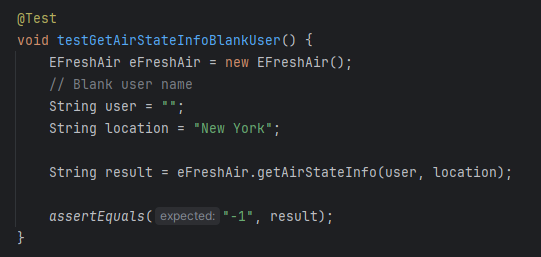 @Test
void testGetAirStateInfoBlankUser() {
    EFreshAir eFreshAir = new EFreshAir();
    // Blank user name
    String user = "";
    String location = "New York";

    String result = eFreshAir.getAirStateInfo(user, location);

    assertEquals( expected: "-1", result);
}